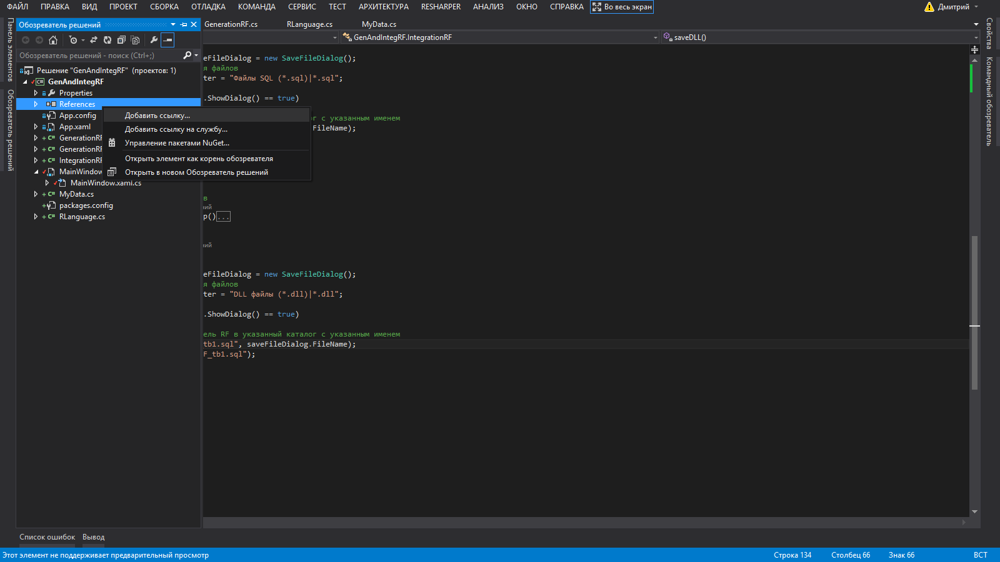 ФАЙЛ ПРАВКА ВИД ПРОЕКТ СБОРКА ОТЛАДКА КОМАНДА СЕРВИС ТЕСТ АРХИТЕКТУРА RESHARPER АНАЛИЗ ОКНО СПРАВКА Во весь экран Дмитрий
Панель элементов
Обозреватель решений
Обозреватель решений
Обозреватель решений - поиск (Ctrl+;)
Решение "GenAndIntegRF" (проектов: 1)
GenAndIntegRF
Properties
References
App.config
App.xaml
GenerationRF
GenerationRF
IntegrationRF
MainWindow
MainWindow.xaml.cs
MyData.cs
packages.config
RLanguage.cs
Добавить ссылку...
Добавить ссылку на службу...
Управление пакетами NuGet...
Открыть элемент как корень обозревателя
Открыть в новом Обозреватель решений
GenerationRF.cs RLanguage.cs MyData.cs
GenAndIntegRF.IntegrationRF saveDLL()
eFileDialog = new SaveFileDialog();
я файлов
ter = "Файлы SQL (*.sql)|*.sql";
.ShowDialog() == true)
ог с указанным именем
FileName);
в
ний
p()...
ний
eFileDialog = new SaveFileDialog();
я файлов
ter = "DLL файлы (*.dll)|*.dll";
.ShowDialog() == true)
ель RF в указанный каталог с указанным именем
tb1.sql", saveFileDialog.FileName);
F_tb1.sql");
Свойства
Командный обозреватель
Список ошибок Вывод
Этот элемент не поддерживает предварительный просмотр Строка 134 Столбец 66 Знак 66 ВСТ